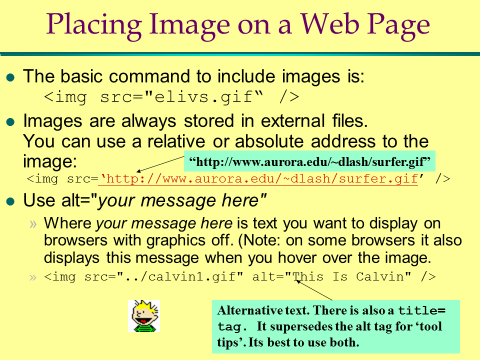 Placing Image on a Web Page
The basic command to include images is:
<img src="elivs.gif“ />
Images are always stored in external files.
You can use a relative or absolute address to the
image:
“http://www.aurora.edu/~dlash/surfer.gif”
<img src=‘http://www.aurora.edu/~dlash/surfer.gif’ />
Use alt="your message here"
» Where your message here is text you want to display on
browsers with graphics off. (Note: on some browsers it also
displays this message when you hover over the image.
» <img src="../calvin1.gif" alt="This Is Calvin" />
Alternative text. There is also a title=
tag. It supersedes the alt tag for ‘tool
tips’. Its best to use both.